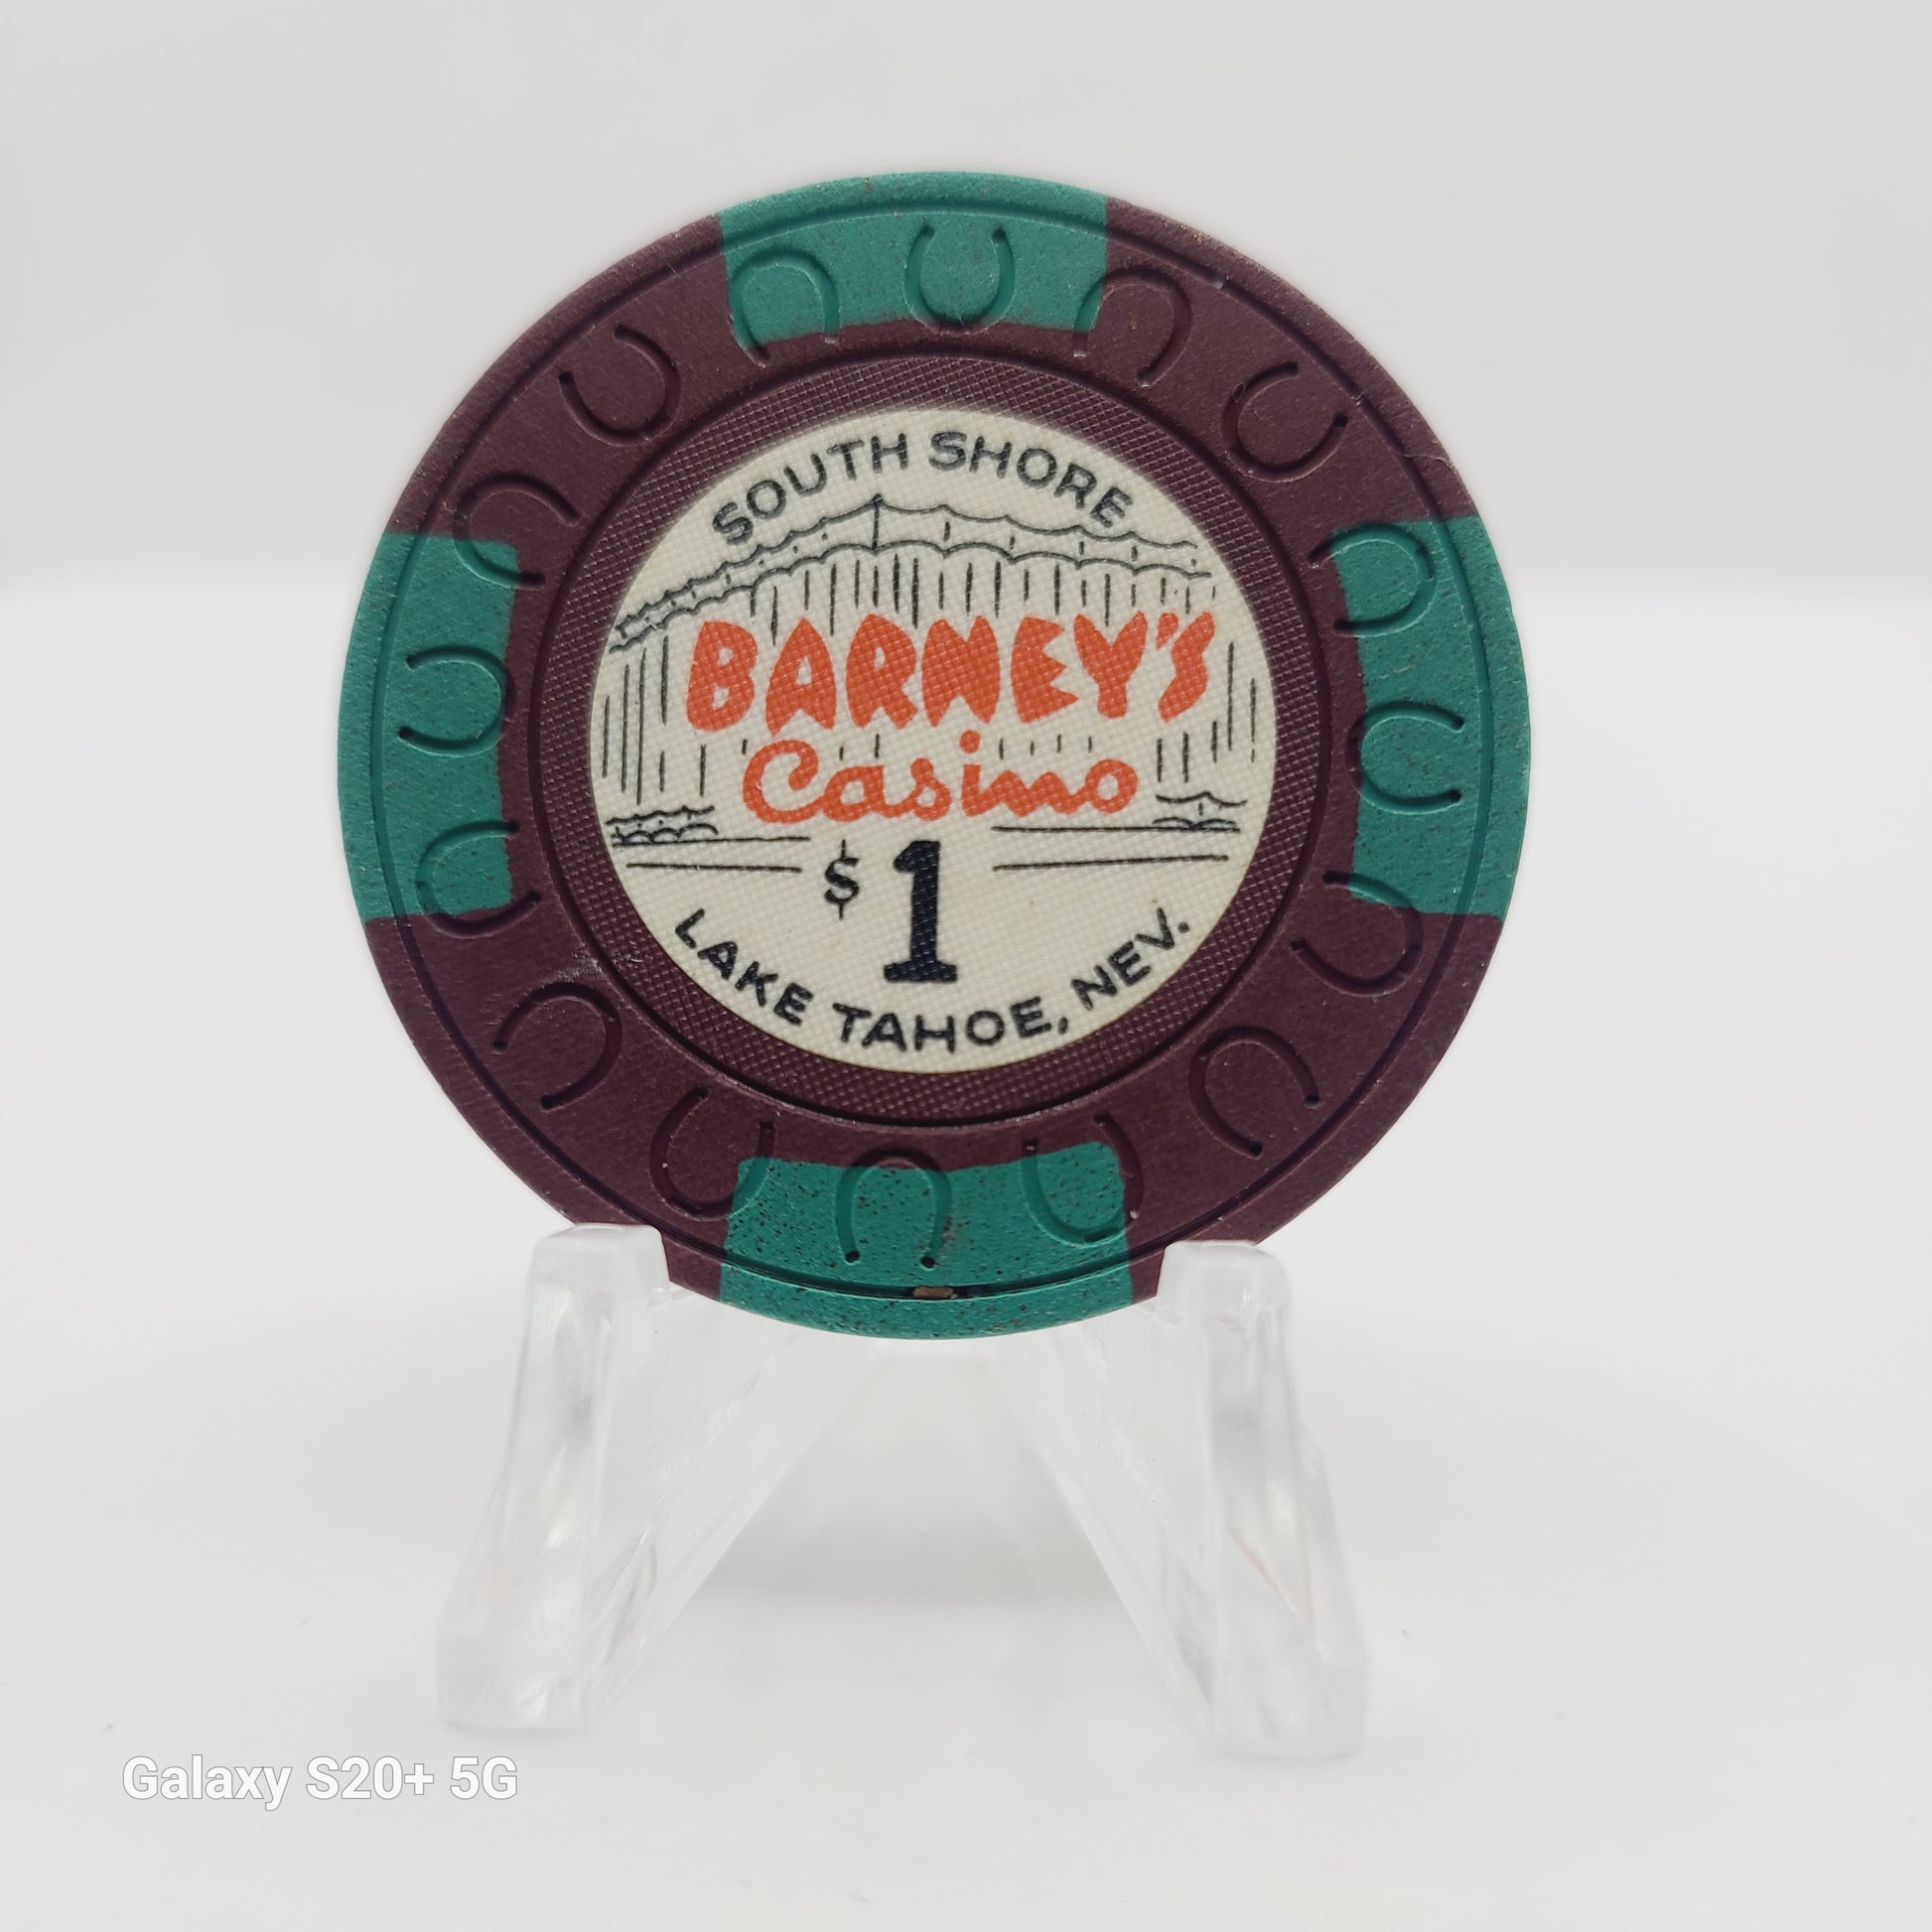 SOUTH SHORE
BARNEY'S
Casino
$1
LAKE TAHOE, NEV.
Galaxy S20+ 5G